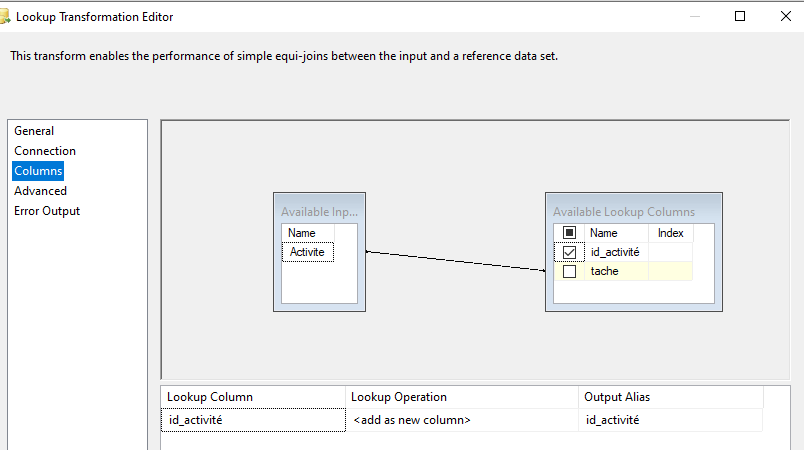 Lookup Transformation Editor
This transform enables the performance of simple equi-joins between the input and a reference data set.
General
Connection
Columns
Advanced
Error Output
Available Inp...
Name
Activite
Available Lookup Columns
Name Index
id_activité
tache
Lookup Column Lookup Operation Output Alias
id_activité <add as new column> id_activité